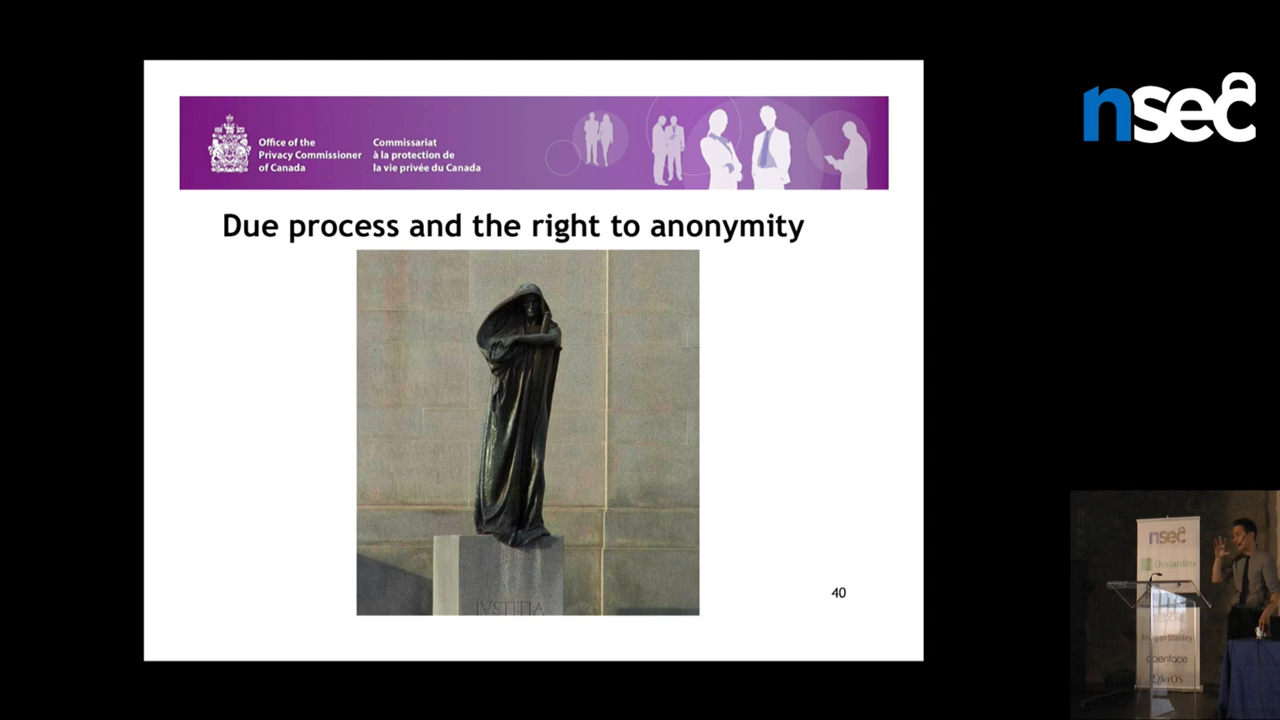 Office of the
Privacy Commissioner
of Canada
Commissariat
à la protection de
la vie privée du Canada
nsec
Due process and the right to anonymity
IVSTITIA
40
nsec
Desjardins
Morgan Stanley
openface